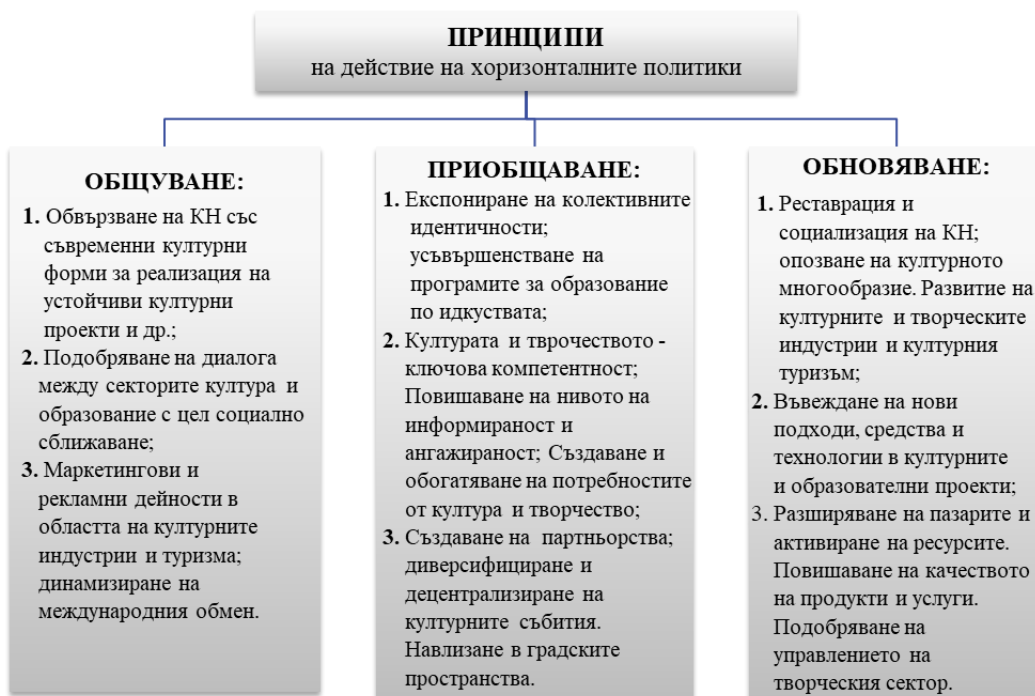 ПРИНЦИПИ
на действие на хоризонталните политики
ОБЩУВАНЕ:
1. Обвързване на КН със
съвременни културни
форми за реализация на
устойчиви културни
проекти и др.;
2. Подобряване на диалога
между секторите култура и
образование с цел социално
сближаване;
3. Маркетингови и
рекламни дейности в
областта на културните
индустрии и туризма;
динамизиране на
международния обмен.
ПРИОБЩАВАНЕ:
1. Експониране на колективните
идентичности;
усъвършенстване на
програмите за образование
по идкуствата;
2. Културата и тврочеството -
ключова компетентност;
Повишаване на нивото на
информираност и
ангажираност; Създаване и
обогатяване на потребностите
от култура и творчество;
3. Създаване на партньорства;
диверсифициране и
децентрализиране на
културните събития.
Навлизане в градските
пространства.
ОБНОВЯВАНЕ:
1. Реставрация и
социализация на КН;
опозване на културното
многообразие. Развитие на
културните и творческите
индустрии и културния
туризъм;
2. Въвеждане на нови
подходи, средства и
технологии в културните
и образователни проекти;
3. Разширяване на пазарите и
активиране на ресурсите.
Повишаване на качеството
на продукти и услуги.
Подобряване на
управлението на
творческия сектор.